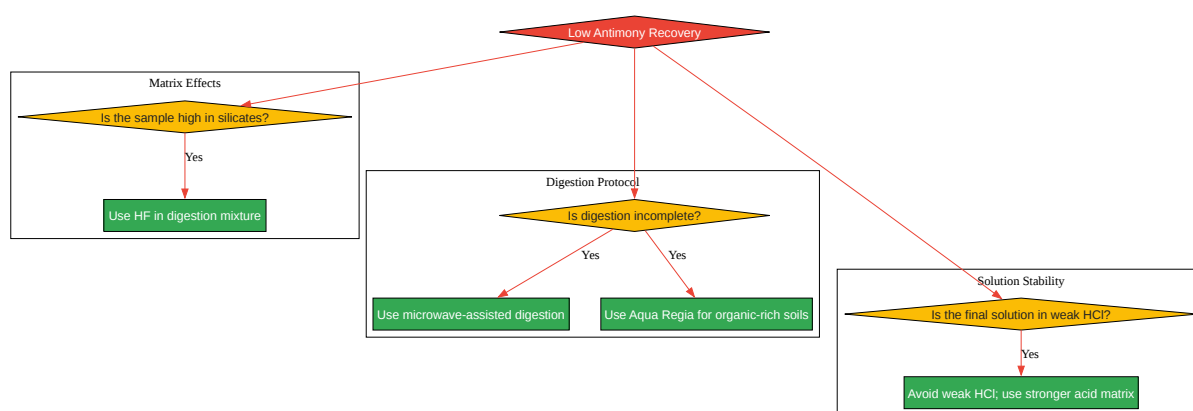 Low Antimony Recovery
Matrix Effects
Is the sample high in silicates?
Yes
Use HF in digestion mixture
Digestion Protocol
Is digestion incomplete?
Yes
Yes
Use microwave-assisted digestion
Use Aqua Regia for organic-rich soils
Solution Stability
Is the final solution in weak HCl?
Yes
Avoid weak HCl; use stronger acid matrix